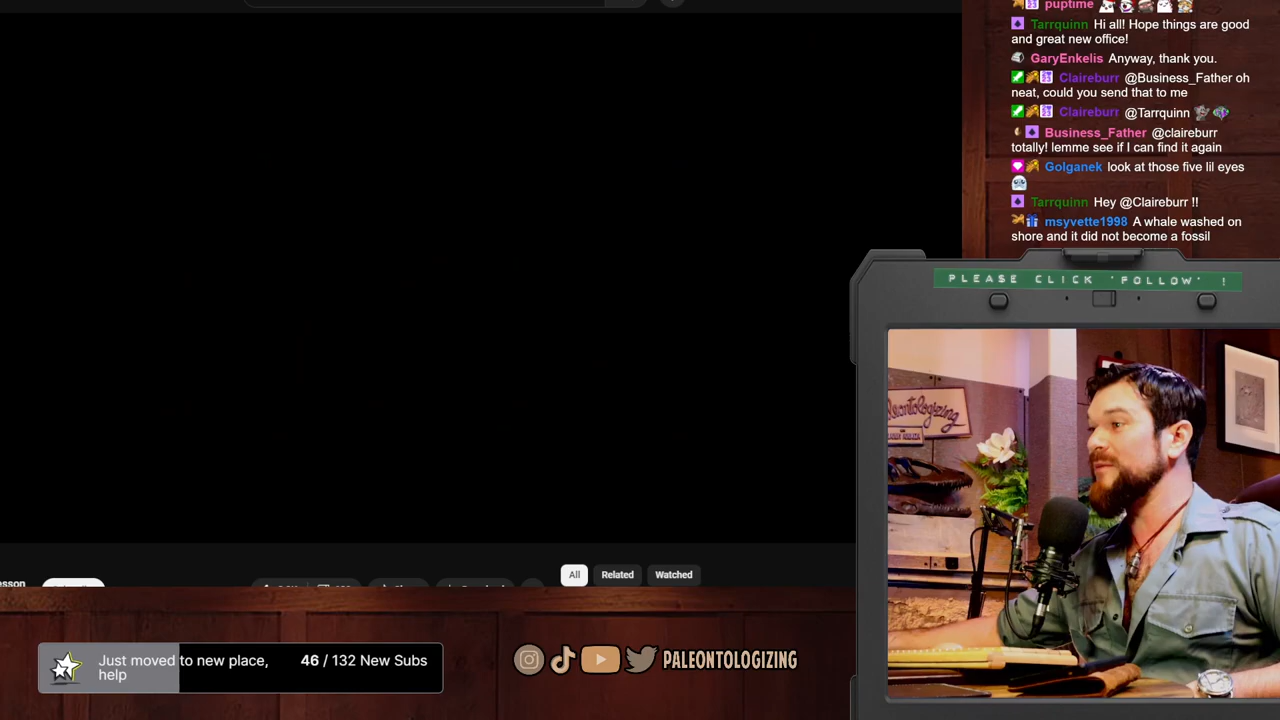 puptime
Tarrquinn Hi all! Hope things are good
and great new office!
GaryEnkelis Anyway, thank you.
Claireburr @Business_Father oh
neat, could you send that to me
Claireburr @Tarrquinn
Business_Father @claireburr
totally! lemme see if I can find it again
Golganek look at those five lil eyes
Tarrquinn Hey @Claireburr !!
msyvette1998 A whale washed on
shore and it did not become a fossil
PLEASE CLICK "FOLLOW" !
Paleontologizing
All Related Watched
Just moved to new place,
help
46 / 132 New Subs
PALEONTOLOGIZING